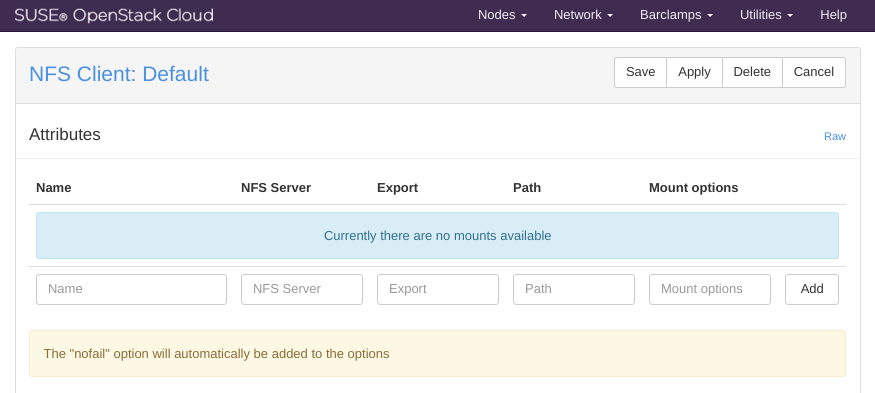 SUSE® OpenStack Cloud
Nodes Network Barclamps Utilities Help
NFS Client: Default
Save Apply Delete Cancel
Attributes
Raw
Name NFS Server Export Path Mount options
Currently there are no mounts available
Name NFS Server Export Path Mount options Add
The "nofail" option will automatically be added to the options